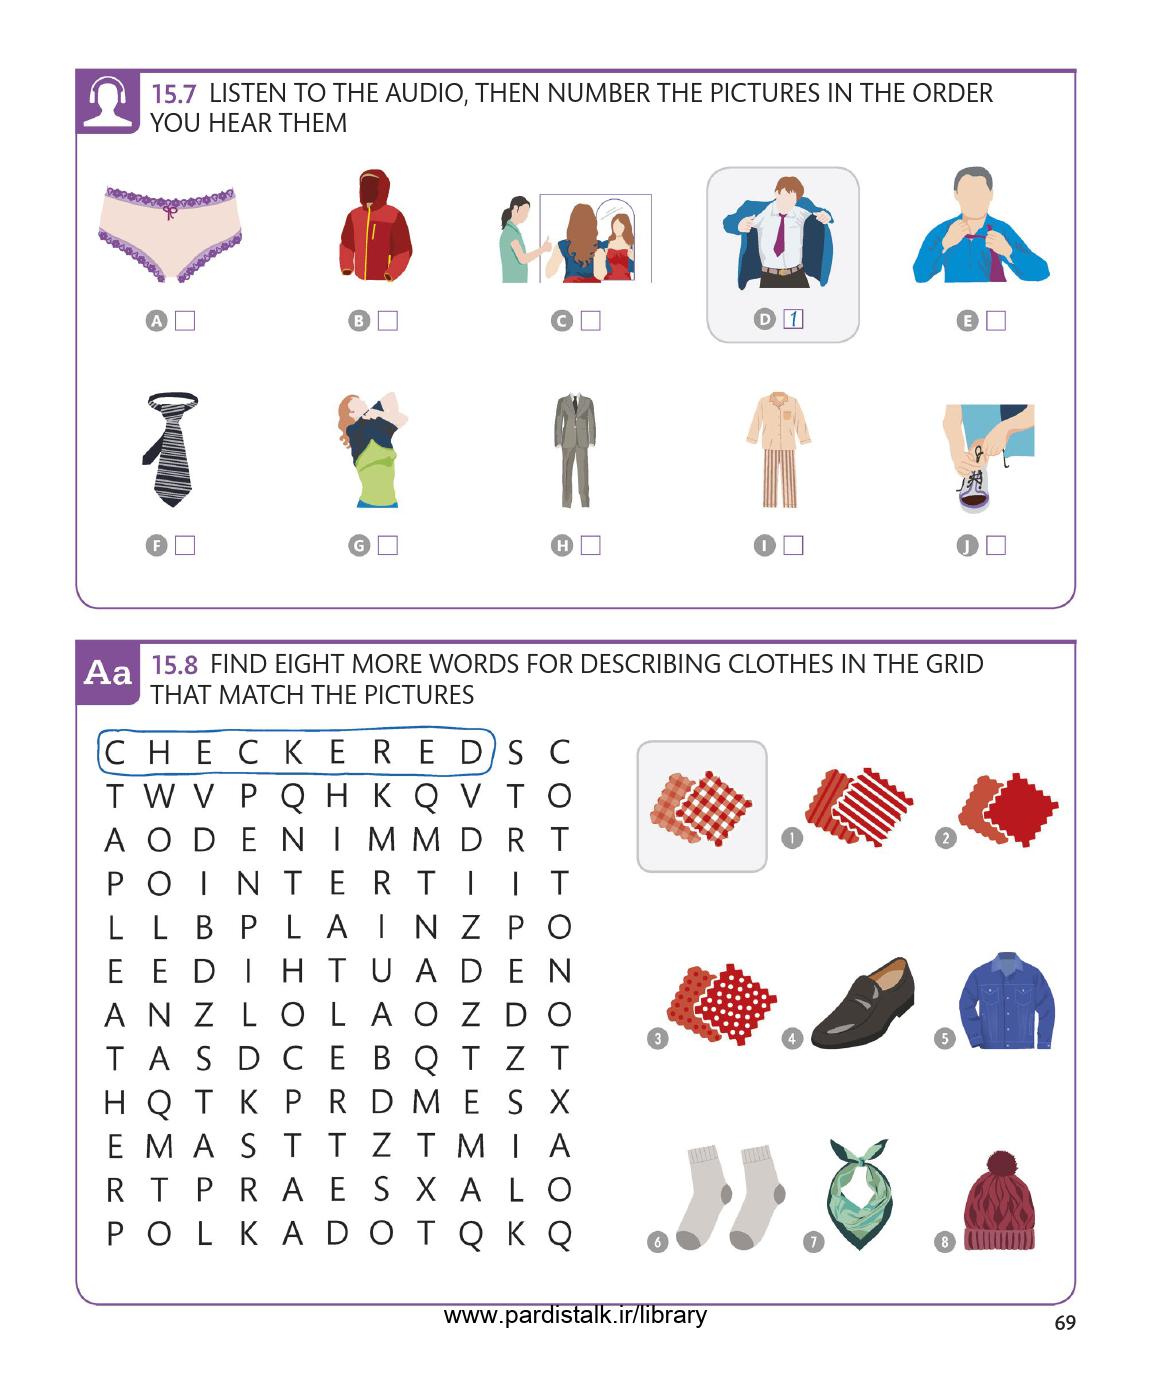 15.7 LISTEN TO THE AUDIO, THEN NUMBER THE PICTURES IN THE ORDER
YOU HEAR THEM
A
B
C
D 1
E
F
G
H
I
J
Aa 15.8 FIND EIGHT MORE WORDS FOR DESCRIBING CLOTHES IN THE GRID
THAT MATCH THE PICTURES
C H E C K E R E D S C
T W V P Q H K Q V T O
A O D E N I M M D R T
P O I N T E R T I I T
L L B P L A I N Z P O
E E D I H T U A D E N
A N Z L O L A O Z D O
T A S D C E B Q T Z T
H Q T K P R D M E S X
E M A S T T Z T M I A
R T P R A E S X A L O
P O L K A D O T Q K Q
1
2
3
4
5
6
7
8
www.pardistalk.ir/library
69